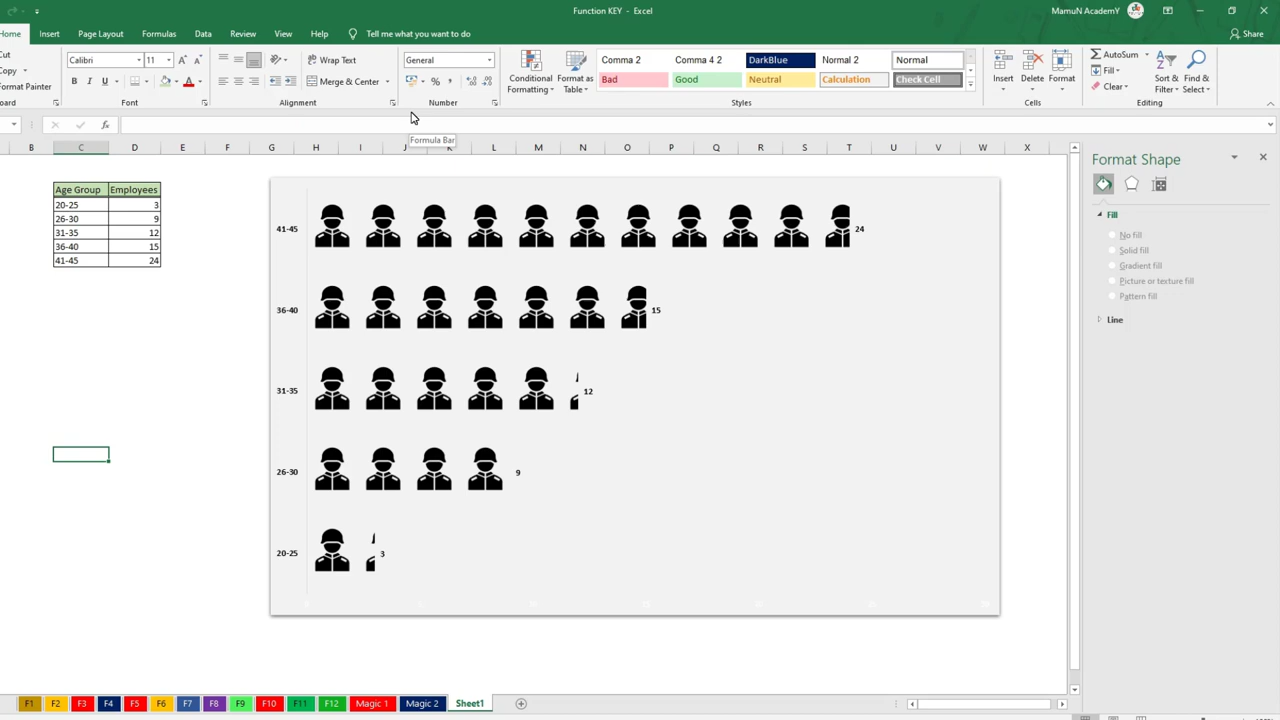 Function KEY - Excel
MamuN AcademY
Home Insert Page Layout Formulas Data Review View Help Tell me what you want to do
Share
Cut
Copy
Format Painter
Calibri 11
B I U
Font
Wrap Text
Merge & Center
Alignment
General
Number
Conditional Formatting
Format as Table
Comma 2 Comma 4 2 DarkBlue Normal 2 Normal
Bad Good Neutral Calculation Check Cell
Styles
Insert Delete Format
Cells
AutoSum
Fill
Clear
Sort & Filter
Find & Select
Editing
fx
Formula Bar
B C D E F G H I J K L M N O P Q R S T U V W X
Age Group Employees
20-25 3
26-30 9
31-35 12
36-40 15
41-45 24
41-45 24
36-40 15
31-35 12
26-30 9
20-25 3
Format Shape
Fill
No fill
Solid fill
Gradient fill
Picture or texture fill
Pattern fill
Line
F1 F2 F3 F4 F5 F6 F7 F8 F9 F10 F11 F12 Magic 1 Magic 2 Sheet1